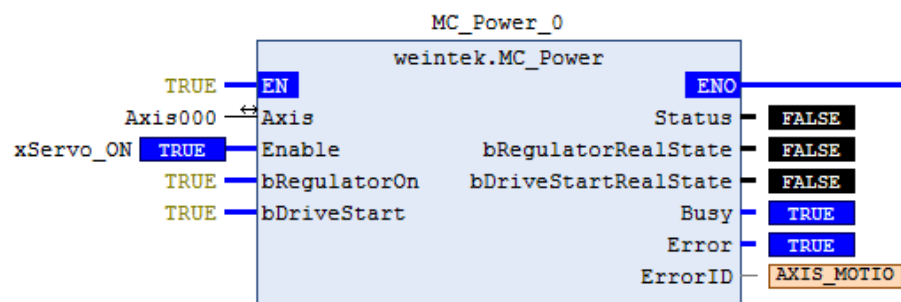 MC_Power_0
weintek.MC_Power
TRUE EN ENO
Axis000 Axis Status FALSE
xServo_ON TRUE Enable bRegulatorRealState FALSE
TRUE bRegulatorOn bDriveStartRealState FALSE
TRUE bDriveStart Busy TRUE
Error TRUE
ErrorID AXIS_MOTIO